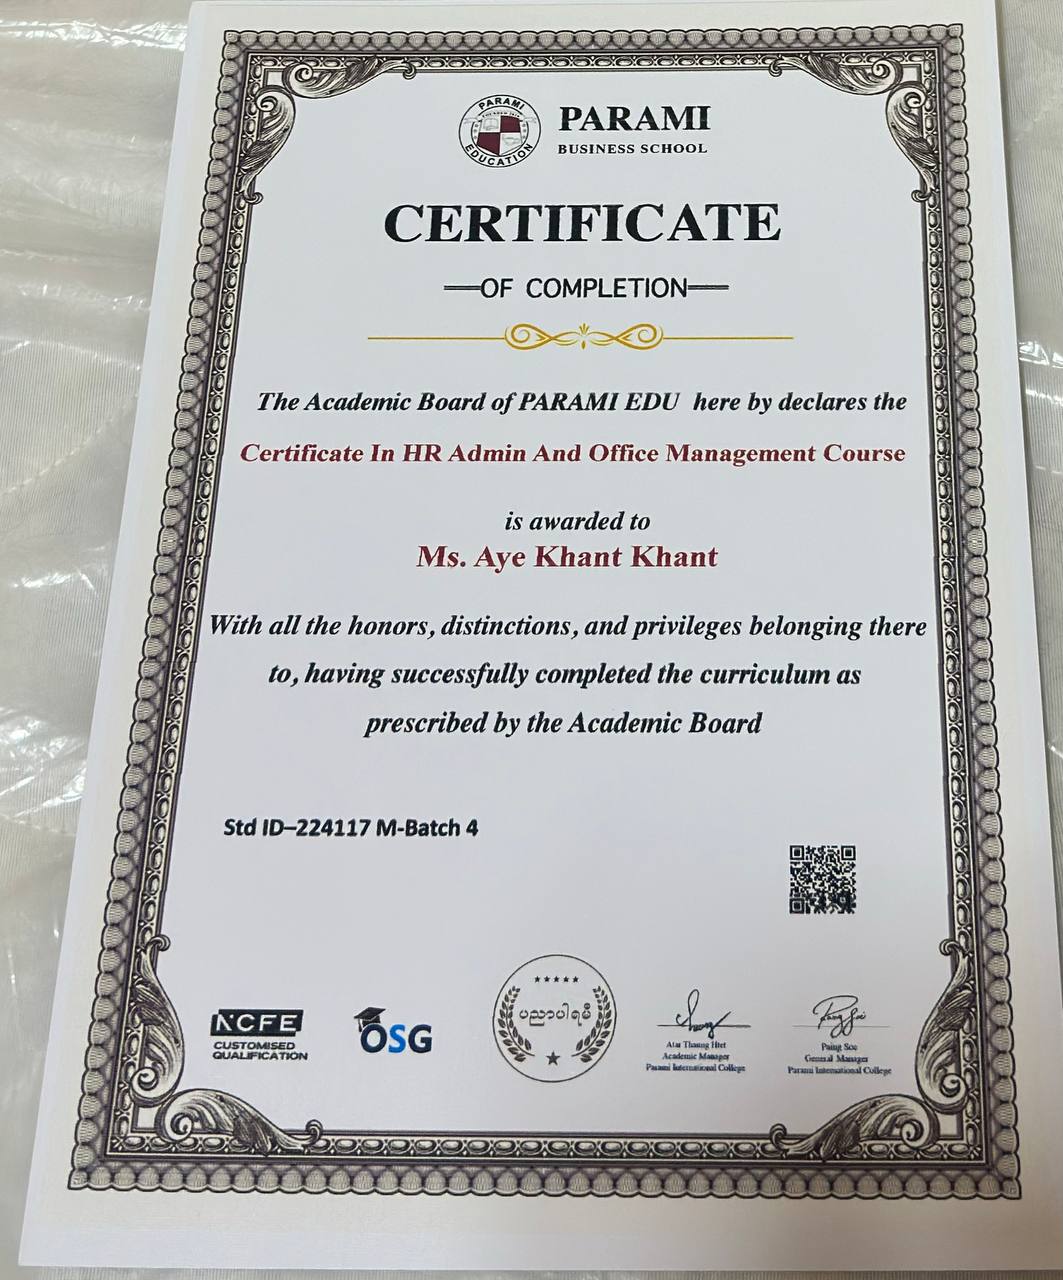 PARAMI
EDUCATION
PARAMI
BUSINESS SCHOOL
CERTIFICATE
OF COMPLETION
The Academic Board of PARAMI EDU here by declares the
Certificate In HR Admin And Office Management Course
is awarded to
Ms. Aye Khant Khant
With all the honors, distinctions, and privileges belonging there
to, having successfully completed the curriculum as
prescribed by the Academic Board
Std ID–224117 M-Batch 4
NCFE
CUSTOMISED
QUALIFICATION
OSG
ပညာပါရမီ
Thaung Htet
Academic Manager
Parami International College
Paing Soe
General Manager
Parami International College